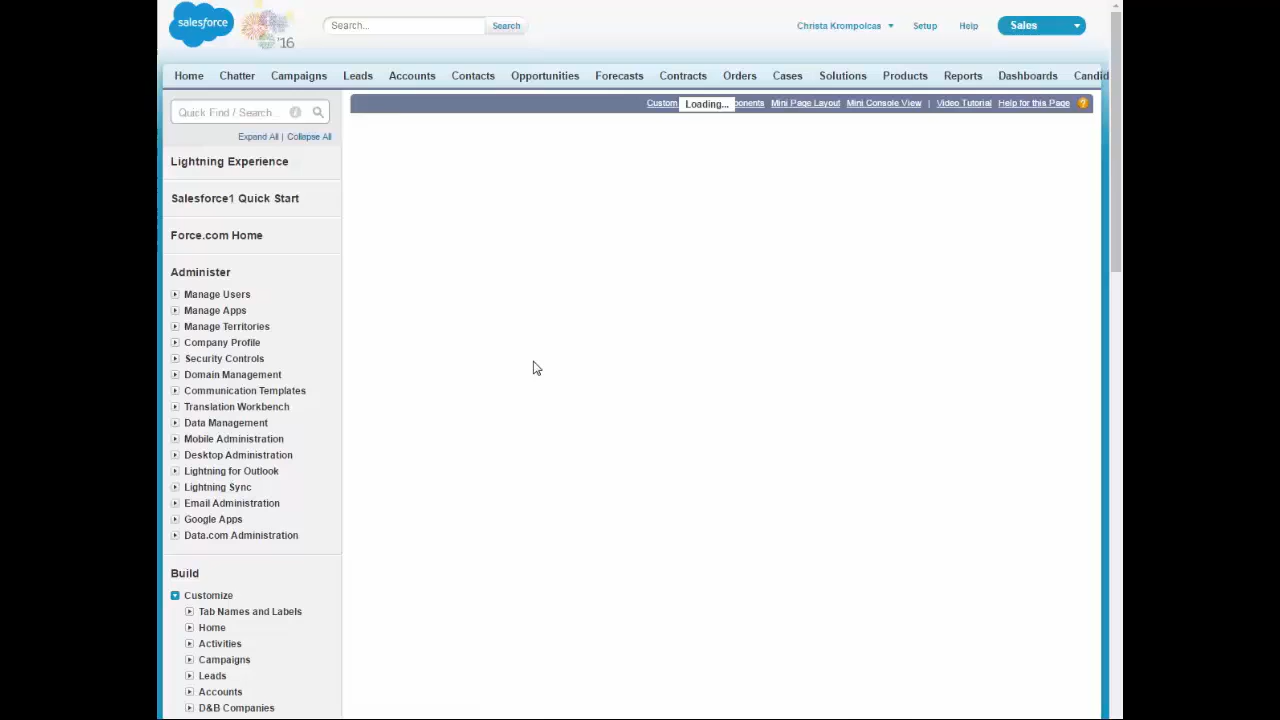 salesforce
'16
Search...
Search
Christa Krompolcas
Setup
Help
Sales
Home Chatter Campaigns Leads Accounts Contacts Opportunities Forecasts Contracts Orders Cases Solutions Products Reports Dashboards Candid
Quick Find / Search...
Expand All | Collapse All
Custom Loading... ponents Mini Page Layout Mini Console View | Video Tutorial Help for this Page ?
Lightning Experience
Salesforce1 Quick Start
Force.com Home
Administer
Manage Users
Manage Apps
Manage Territories
Company Profile
Security Controls
Domain Management
Communication Templates
Translation Workbench
Data Management
Mobile Administration
Desktop Administration
Lightning for Outlook
Lightning Sync
Email Administration
Google Apps
Data.com Administration
Build
Customize
Tab Names and Labels
Home
Activities
Campaigns
Leads
Accounts
D&B Companies